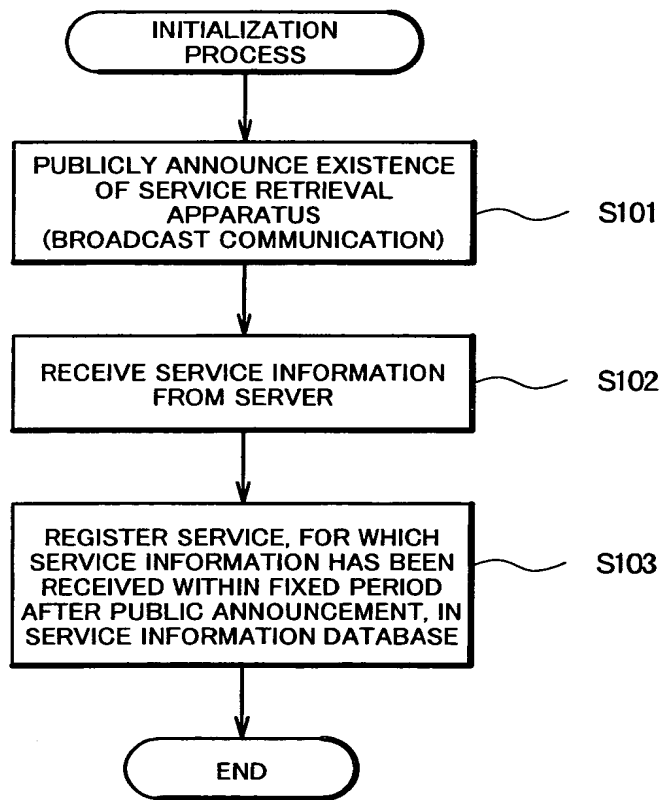 INITIALIZATION
PROCESS
PUBLICLY ANNOUNCE EXISTENCE
OF SERVICE RETRIEVAL
APPARATUS
(BROADCAST COMMUNICATION)
S101
RECEIVE SERVICE INFORMATION
FROM SERVER
S102
REGISTER SERVICE, FOR WHICH
SERVICE INFORMATION HAS BEEN
RECEIVED WITHIN FIXED PERIOD
AFTER PUBLIC ANNOUNCEMENT, IN
SERVICE INFORMATION DATABASE
S103
END